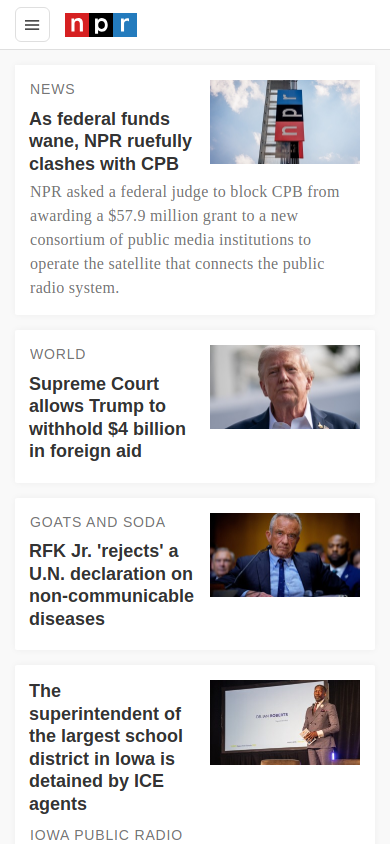 npr
NEWS
As federal funds
wane, NPR ruefully
clashes with CPB
npr
NPR asked a federal judge to block CPB from
awarding a $57.9 million grant to a new
consortium of public media institutions to
operate the satellite that connects the public
radio system.
WORLD
Supreme Court
allows Trump to
withhold $4 billion
in foreign aid
GOATS AND SODA
RFK Jr. 'rejects' a
U.N. declaration on
non-communicable
diseases
The
superintendent of
the largest school
district in Iowa is
detained by ICE
agents
IOWA PUBLIC RADIO